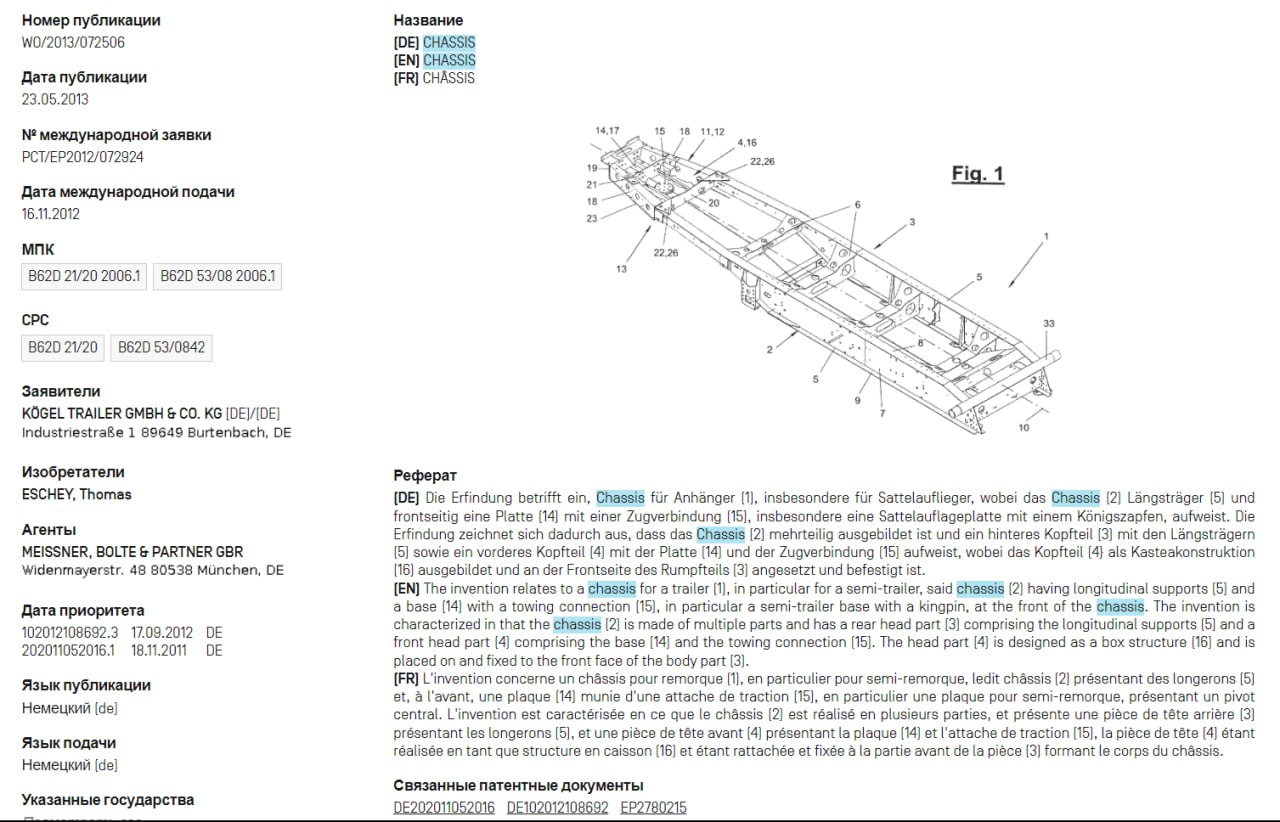 Номер публикации
WO/2013/072506
Дата публикации
23.05.2013
№ международной заявки
PCT/EP2012/072924
Дата международной подачи
16.11.2012
МПК
B62D 21/20 2006.1 B62D 53/08 2006.1
CPC
B62D 21/20 B62D 53/0842
Заявители
KÖGEL TRAILER GMBH & CO. KG [DE]/[DE]
Industriestraße 1 89649 Burtenbach, DE
Изобретатели
ESCHEY, Thomas
Агенты
MEISSNER, BOLTE & PARTNER GBR
Widenmayerstr. 48 80538 München, DE
Дата приоритета
102012108692.3 17.09.2012 DE
202011052016.1 18.11.2011 DE
Язык публикации
Немецкий [de]
Язык подачи
Немецкий [de]
Указанные государства
Название
[DE] CHASSIS
[EN] CHASSIS
[FR] CHÂSSIS
14,17 15 18 11,12
4,16
22,26
19
21
18
23
20
13
22,26
6
3
1
5
33
2
8
5
9
7
10
Fig. 1
Реферат
[DE] Die Erfindung betrifft ein, Chassis für Anhänger (1), insbesondere für Sattelauflieger, wobei das Chassis (2) Längsträger (5) und
frontseitig eine Platte (14) mit einer Zugverbindung (15), insbesondere eine Sattelauflageplatte mit einem Königszapfen, aufweist. Die
Erfindung zeichnet sich dadurch aus, dass das Chassis (2) mehrteilig ausgebildet ist und ein hinteres Kopfteil (3) mit den Längsträgern
(5) sowie ein vorderes Kopfteil (4) mit der Platte (14) und der Zugverbindung (15) aufweist, wobei das Kopfteil (4) als Kasteakonstruktion
(16) ausgebildet und an der Frontseite des Rumpfteils (3) angesetzt und befestigt ist.
[EN] The invention relates to a chassis for a trailer (1), in particular for a semi-trailer, said chassis (2) having longitudinal supports (5) and
a base (14) with a towing connection (15), in particular a semi-trailer base with a kingpin, at the front of the chassis. The invention is
characterized in that the chassis (2) is made of multiple parts and has a rear head part (3) comprising the longitudinal supports (5) and a
front head part (4) comprising the base (14) and the towing connection (15). The head part (4) is designed as a box structure (16) and is
placed on and fixed to the front face of the body part (3).
[FR] L'invention concerne un châssis pour remorque (1), en particulier pour semi-remorque, ledit châssis (2) présentant des longerons (5)
et, à l'avant, une plaque (14) munie d'une attache de traction (15), en particulier une plaque pour semi-remorque, présentant un pivot
central. L'invention est caractérisée en ce que le châssis (2) est réalisé en plusieurs parties, et présente une pièce de tête arrière (3)
présentant les longerons (5), et une pièce de tête avant (4) présentant la plaque (14) et l'attache de traction (15), la pièce de tête (4) étant
réalisée en tant que structure en caisson (16) et étant rattachée et fixée à la partie avant de la pièce (3) formant le corps du châssis.
Связанные патентные документы
DE202011052016 DE102012108692 EP2780215